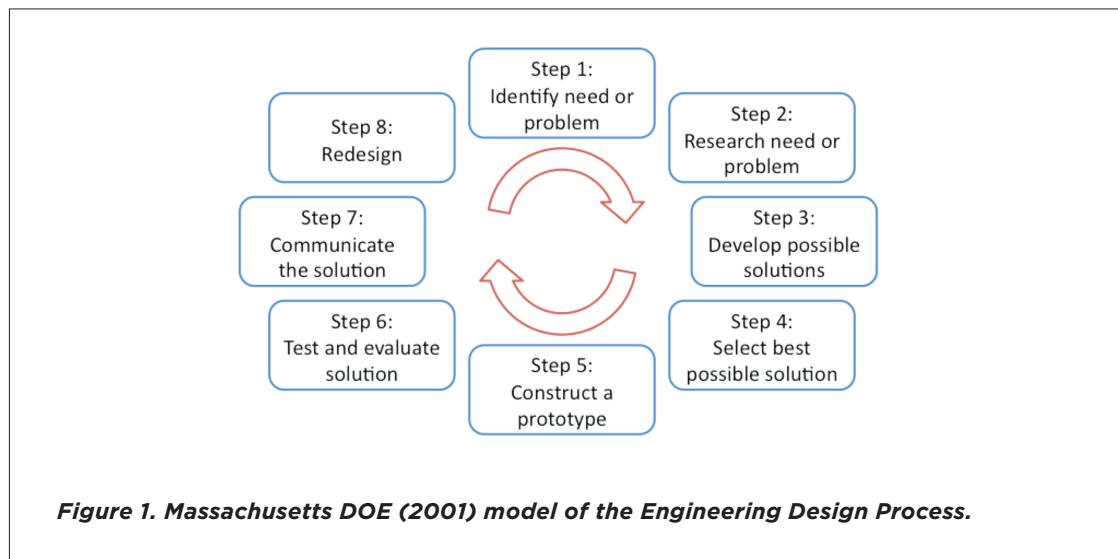 Step 1:
Identify need or
problem
Step 2:
Research need or
problem
Step 3:
Develop possible
solutions
Step 4:
Select best
possible solution
Step 5:
Construct a
prototype
Step 6:
Test and evaluate
solution
Step 7:
Communicate
the solution
Step 8:
Redesign
Figure 1. Massachusetts DOE (2001) model of the Engineering Design Process.